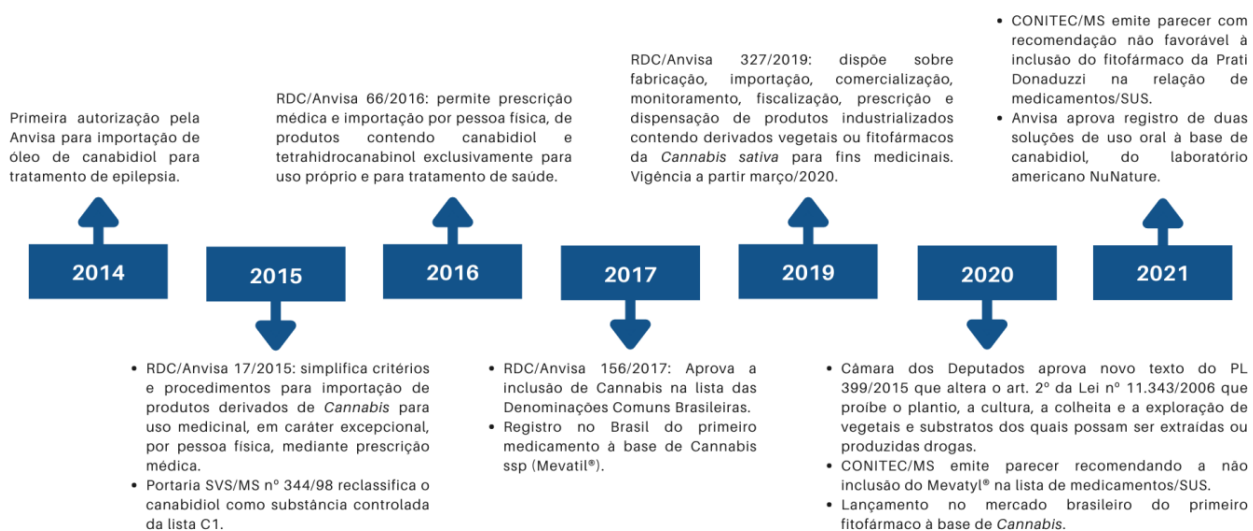 Primeira autorização pela
Anvisa para importação de
óleo de canabidiol para
tratamento de epilepsia.
2014
2015
• RDC/Anvisa 17/2015: simplifica critérios
e procedimentos para importação de
produtos derivados de Cannabis para
uso medicinal, em caráter excepcional,
por pessoa física, mediante prescrição
médica.
• Portaria SVS/MS nº 344/98 reclassifica o
canabidiol como substância controlada
da lista C1.
RDC/Anvisa 66/2016: permite prescrição
médica e importação por pessoa física, de
produtos contendo canabidiol e
tetrahidrocanabinol exclusivamente para
uso próprio e para tratamento de saúde.
2016
2017
• RDC/Anvisa 156/2017: Aprova a
inclusão de Cannabis na lista das
Denominações Comuns Brasileiras.
• Registro no Brasil do primeiro
medicamento à base de Cannabis
ssp (Mevatil®).
RDC/Anvisa 327/2019: dispõe sobre
fabricação, importação, comercialização,
monitoramento, fiscalização, prescrição e
dispensação de produtos industrializados
contendo derivados vegetais ou fitofármacos
da Cannabis sativa para fins medicinais.
Vigência a partir março/2020.
2019
2020
• Câmara dos Deputados aprova novo texto do PL
399/2015 que altera o art. 2º da Lei nº 11.343/2006 que
proíbe o plantio, a cultura, a colheita e a exploração de
vegetais e substratos dos quais possam ser extraídas ou
produzidas drogas.
• CONITEC/MS emite parecer recomendando a não
inclusão do Mevatyl® na lista de medicamentos/SUS.
• Lançamento no mercado brasileiro do primeiro
fitofármaco à base de Cannabis.
• CONITEC/MS emite parecer com
recomendação não favorável à
inclusão do fitofármaco da Prati
Donaduzzi na relação de
medicamentos/SUS.
• Anvisa aprova registro de duas
soluções de uso oral à base de
canabidiol, do laboratório
americano NuNature.
2021